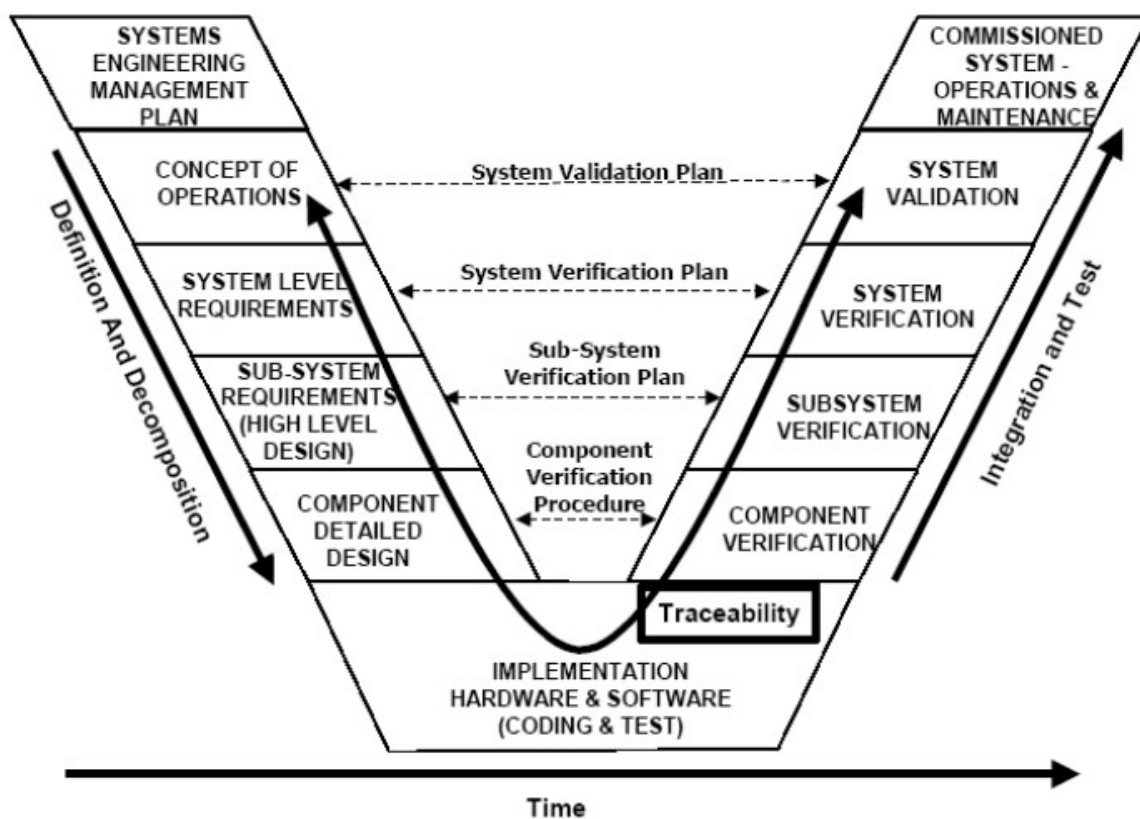 SYSTEMS
ENGINEERING
MANAGEMENT
PLAN
COMMISSIONED
SYSTEM -
OPERATIONS &
MAINTENANCE
CONCEPT OF
OPERATIONS
System Validation Plan
SYSTEM
VALIDATION
Definition And Decomposition
SYSTEM LEVEL
REQUIREMENTS
System Verification Plan
SYSTEM
VERIFICATION
Integration and Test
SUB-SYSTEM
REQUIREMENTS
(HIGH LEVEL
DESIGN)
Sub-System
Verification Plan
SUBSYSTEM
VERIFICATION
COMPONENT
DETAILED
DESIGN
Component
Verification
Procedure
COMPONENT
VERIFICATION
Traceability
IMPLEMENTATION
HARDWARE & SOFTWARE
(CODING & TEST)
Time